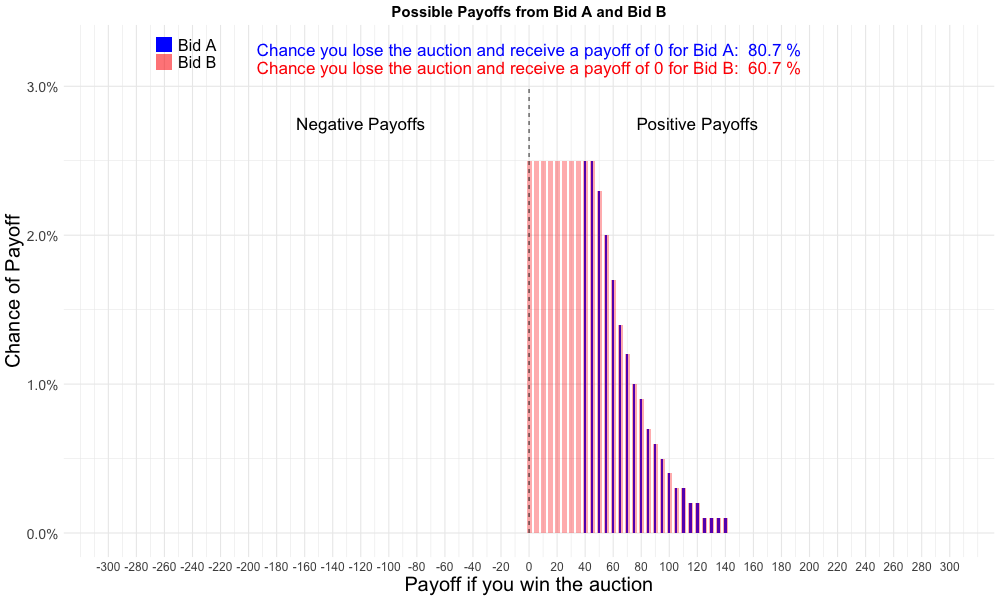 Possible Payoffs from Bid A and Bid B
Bid A
Bid B
Chance you lose the auction and receive a payoff of 0 for Bid A:  80.7 %
Chance you lose the auction and receive a payoff of 0 for Bid B:  60.7 %
3.0%
Negative Payoffs
Positive Payoffs
2.0%
1.0%
0.0%
Chance of Payoff
-300 -280 -260 -240 -220 -200 -180 -160 -140 -120 -100 -80 -60 -40 -20 0 20 40 60 80 100 120 140 160 180 200 220 240 260 280 300
Payoff if you win the auction